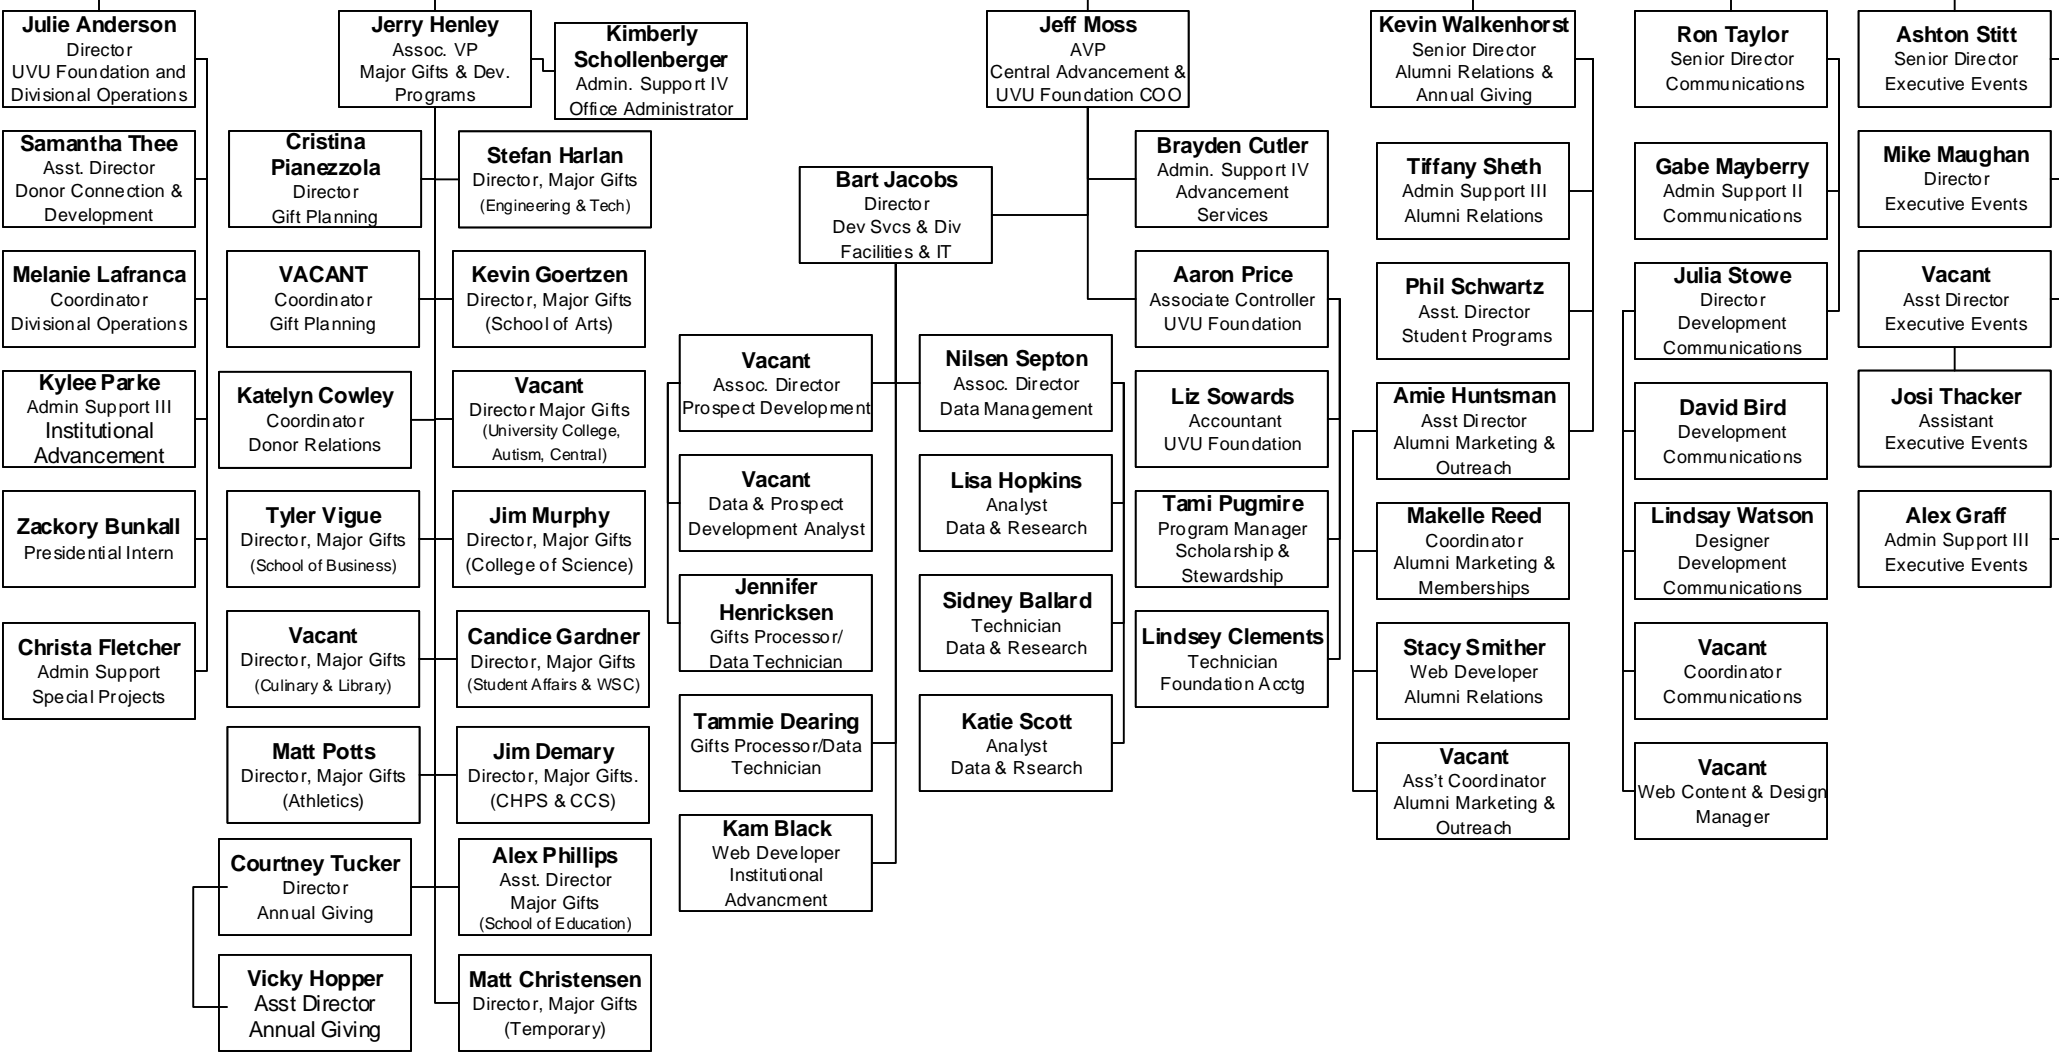 Julie Anderson
Director
UVU Foundation and
Divisional Operations
Samantha Thee
Asst. Director
Donor Connection &
Development
Melanie Lafranca
Coordinator
Divisional Operations
Kylee Parke
Admin Support III
Institutional
Advancement
Zackory Bunkall
Presidential Intern
Christa Fletcher
Admin Support
Special Projects
Jerry Henley
Assoc. VP
Major Gifts & Dev.
Programs
Kimberly
Schollenberger
Admin. Support IV
Office Administrator
Cristina
Pianezzola
Director
Gift Planning
Stefan Harlan
Director, Major Gifts
(Engineering & Tech)
VACANT
Coordinator
Gift Planning
Kevin Goertzen
Director, Major Gifts
(School of Arts)
Katelyn Cowley
Coordinator
Donor Relations
Vacant
Director Major Gifts
(University College,
Autism, Central)
Tyler Vigue
Director, Major Gifts
(School of Business)
Jim Murphy
Director, Major Gifts
(College of Science)
Vacant
Director, Major Gifts
(Culinary & Library)
Candice Gardner
Director, Major Gifts
(Student Affairs & WSC)
Matt Potts
Director, Major Gifts
(Athletics)
Jim Demary
Director, Major Gifts.
(CHPS & CCS)
Courtney Tucker
Director
Annual Giving
Alex Phillips
Asst. Director
Major Gifts
(School of Education)
Vicky Hopper
Asst Director
Annual Giving
Matt Christensen
Director, Major Gifts
(Temporary)
Jeff Moss
AVP
Central Advancement &
UVU Foundation COO
Bart Jacobs
Director
Dev Svcs & Div
Facilities & IT
Vacant
Assoc. Director
Prospect Development
Vacant
Data & Prospect
Development Analyst
Jennifer
Henricksen
Gifts Processor/
Data Technician
Tammie Dearing
Gifts Processor/Data
Technician
Kam Black
Web Developer
Institutional
Advancment
Nilsen Septon
Assoc. Director
Data Management
Lisa Hopkins
Analyst
Data & Research
Sidney Ballard
Technician
Data & Research
Katie Scott
Analyst
Data & Rsearch
Brayden Cutler
Admin. Support IV
Advancement
Services
Aaron Price
Associate Controller
UVU Foundation
Liz Sowards
Accountant
UVU Foundation
Tami Pugmire
Program Manager
Scholarship &
Stewardship
Lindsey Clements
Technician
Foundation Acctg
Kevin Walkenhorst
Senior Director
Alumni Relations &
Annual Giving
Tiffany Sheth
Admin Support III
Alumni Relations
Phil Schwartz
Asst. Director
Student Programs
Amie Huntsman
Asst Director
Alumni Marketing &
Outreach
Makelle Reed
Coordinator
Alumni Marketing &
Memberships
Stacy Smither
Web Developer
Alumni Relations
Vacant
Ass't Coordinator
Alumni Marketing &
Outreach
Ron Taylor
Senior Director
Communications
Gabe Mayberry
Admin Support II
Communications
Julia Stowe
Director
Development
Communications
David Bird
Development
Communications
Lindsay Watson
Designer
Development
Communications
Vacant
Coordinator
Communications
Vacant
Web Content & Design
Manager
Ashton Stitt
Senior Director
Executive Events
Mike Maughan
Director
Executive Events
Vacant
Asst Director
Executive Events
Josi Thacker
Assistant
Executive Events
Alex Graff
Admin Support III
Executive Events